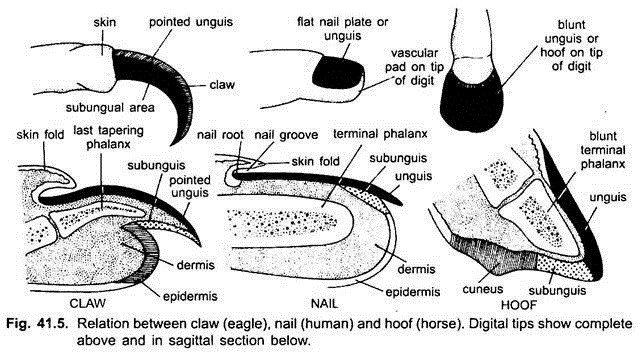 skin
pointed unguis
claw
subungual area
flat nail plate or
unguis
vascular
pad on tip
of digit
blunt
unguis or
hoof on tip
of digit
skin fold
last tapering
phalanx
subunguis
pointed
unguis
dermis
epidermis
CLAW
nail root
nail groove
skin fold
terminal phalanx
subunguis
unguis
dermis
epidermis
NAIL
blunt
terminal
phalanx
unguis
cuneus
subunguis
HOOF
Fig. 41.5. Relation between claw (eagle), nail (human) and hoof (horse). Digital tips show complete
above and in sagittal section below.